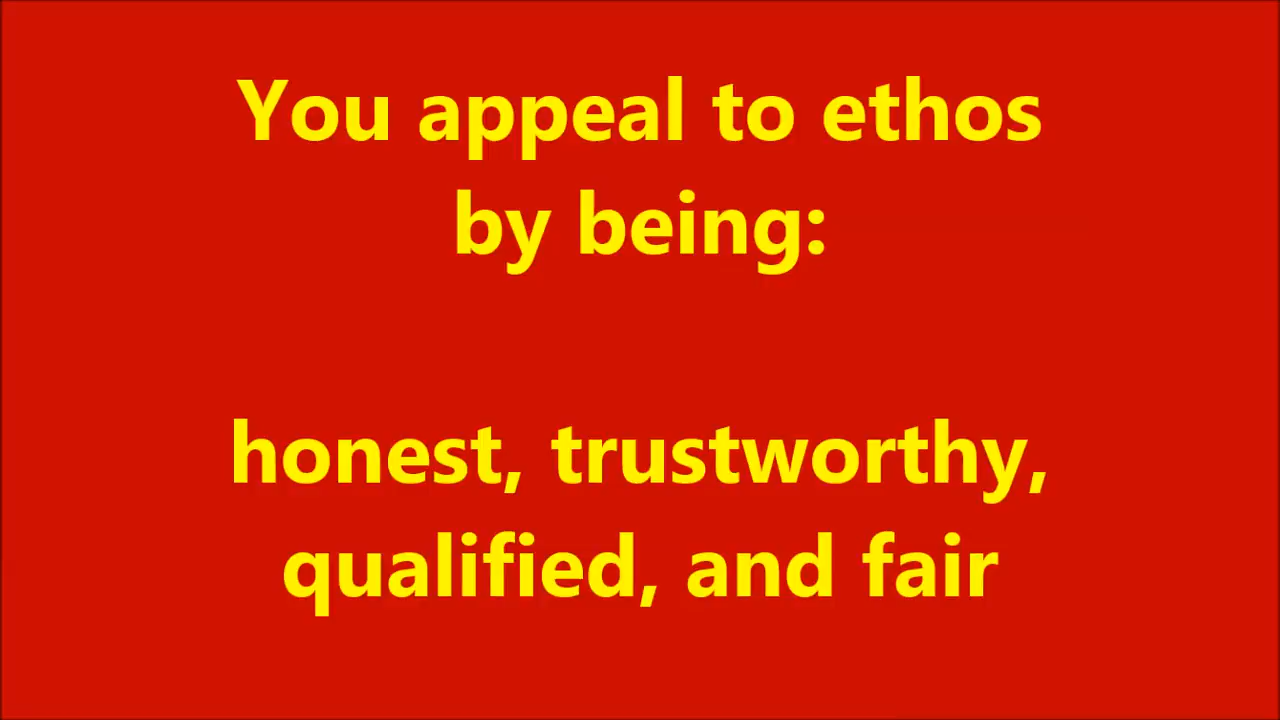 You appeal to ethos
by being:
honest, trustworthy,
qualified, and fair